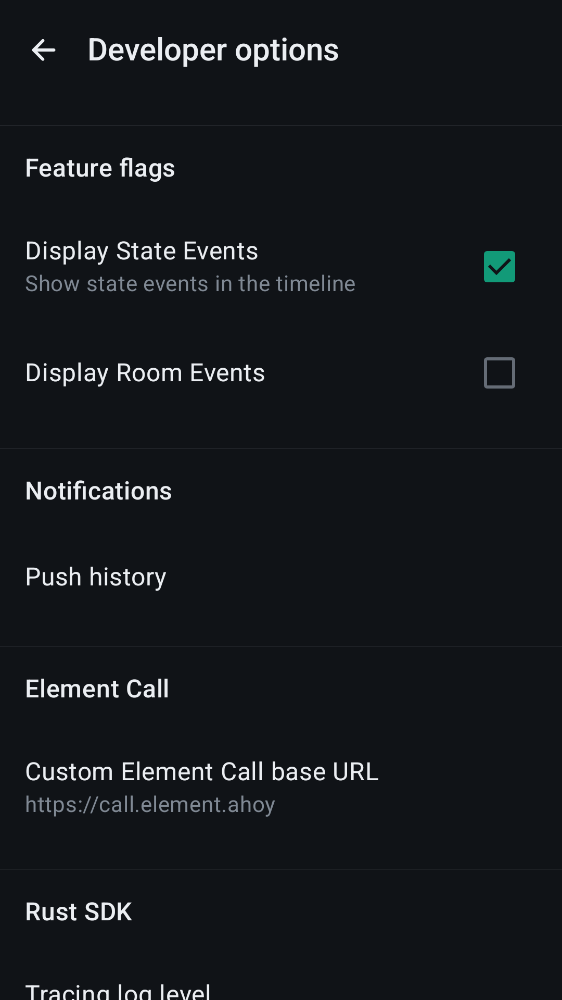 Developer options
Feature flags
Display State Events
Show state events in the timeline
Display Room Events
Notifications
Push history
Element Call
Custom Element Call base URL
https://call.element.ahoy
Rust SDK
Tracing log level